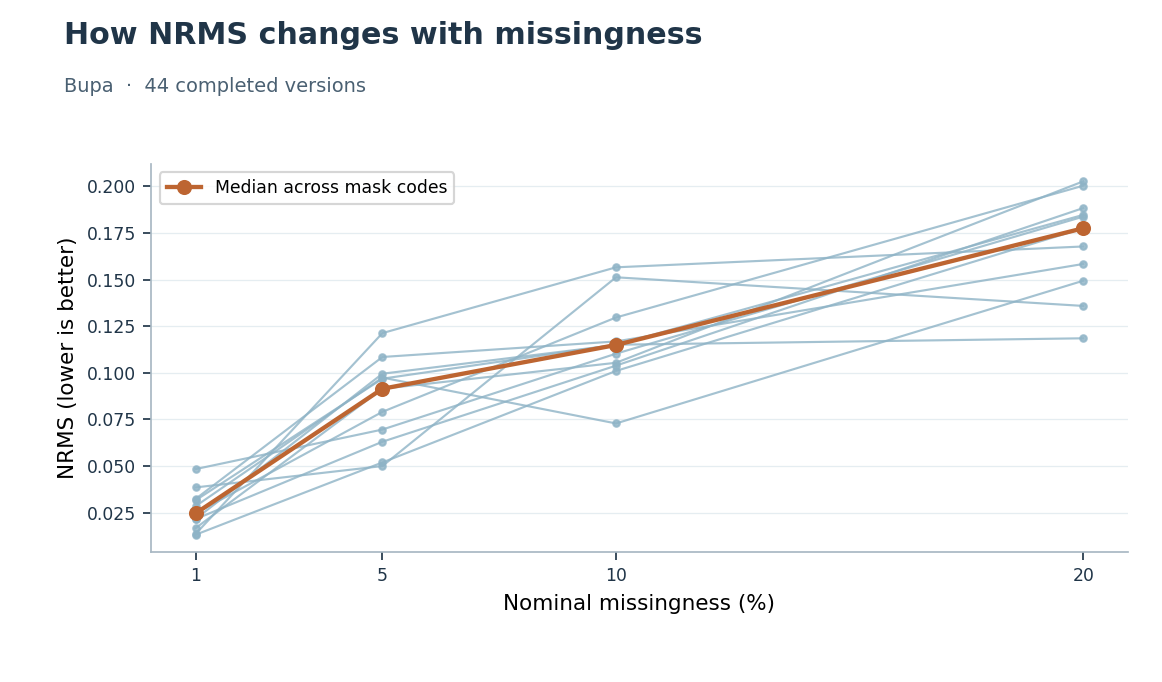 How NRMS changes with missingness
Bupa · 44 completed versions
Median across mask codes
0.200
0.175
0.150
0.125
0.100
0.075
0.050
0.025
NRMS (lower is better)
1 5 10 20
Nominal missingness (%)